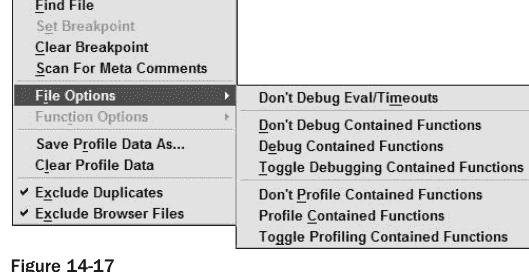 Find File
Set Breakpoint
Clear Breakpoint
Scan For Meta Comments
File Options
Function Options
Save Profile Data As...
Clear Profile Data
Exclude Duplicates
Exclude Browser Files
Don't Debug Eval/Timeouts
Don't Debug Contained Functions
Debug Contained Functions
Toggle Debugging Contained Functions
Don't Profile Contained Functions
Profile Contained Functions
Toggle Profiling Contained Functions
Figure 14-17